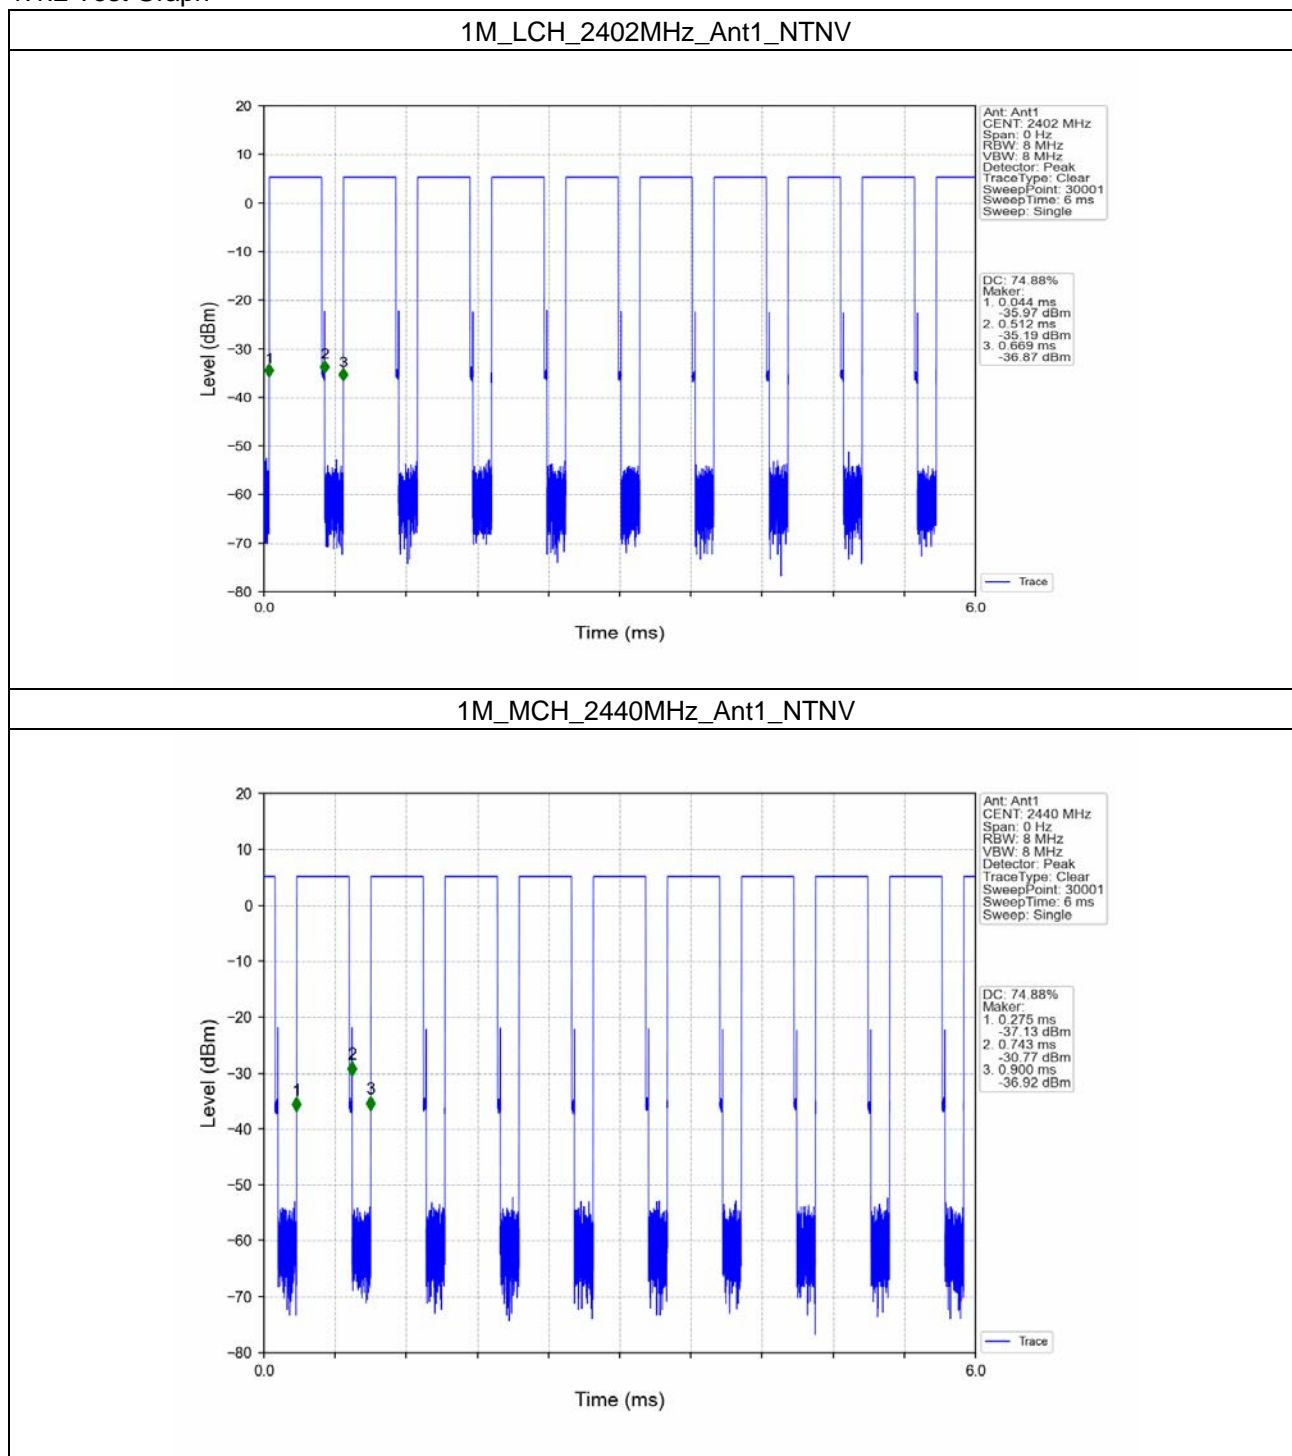 1M_LCH_2402MHz_Ant1_NTNV
20
10
0
−10
−20
−30
−40
−50
−60
−70
−80
Level (dBm)
0.0
6.0
Time (ms)
1
2
3
Ant: Ant1
CENT: 2402 MHz
Span: 0 Hz
RBW: 8 MHz
VBW: 8 MHz
Detector: Peak
TraceType: Clear
SweepPoint: 30001
SweepTime: 6 ms
Sweep: Single
DC: 74.88%
Maker:
1. 0.044 ms
-35.97 dBm
2. 0.512 ms
-35.19 dBm
3. 0.669 ms
-36.87 dBm
Trace
1M_MCH_2440MHz_Ant1_NTNV
20
10
0
−10
−20
−30
−40
−50
−60
−70
−80
Level (dBm)
0.0
6.0
Time (ms)
1
2
3
Ant: Ant1
CENT: 2440 MHz
Span: 0 Hz
RBW: 8 MHz
VBW: 8 MHz
Detector: Peak
TraceType: Clear
SweepPoint: 30001
SweepTime: 6 ms
Sweep: Single
DC: 74.88%
Maker:
1. 0.275 ms
-37.13 dBm
2. 0.743 ms
-30.77 dBm
3. 0.900 ms
-36.92 dBm
Trace